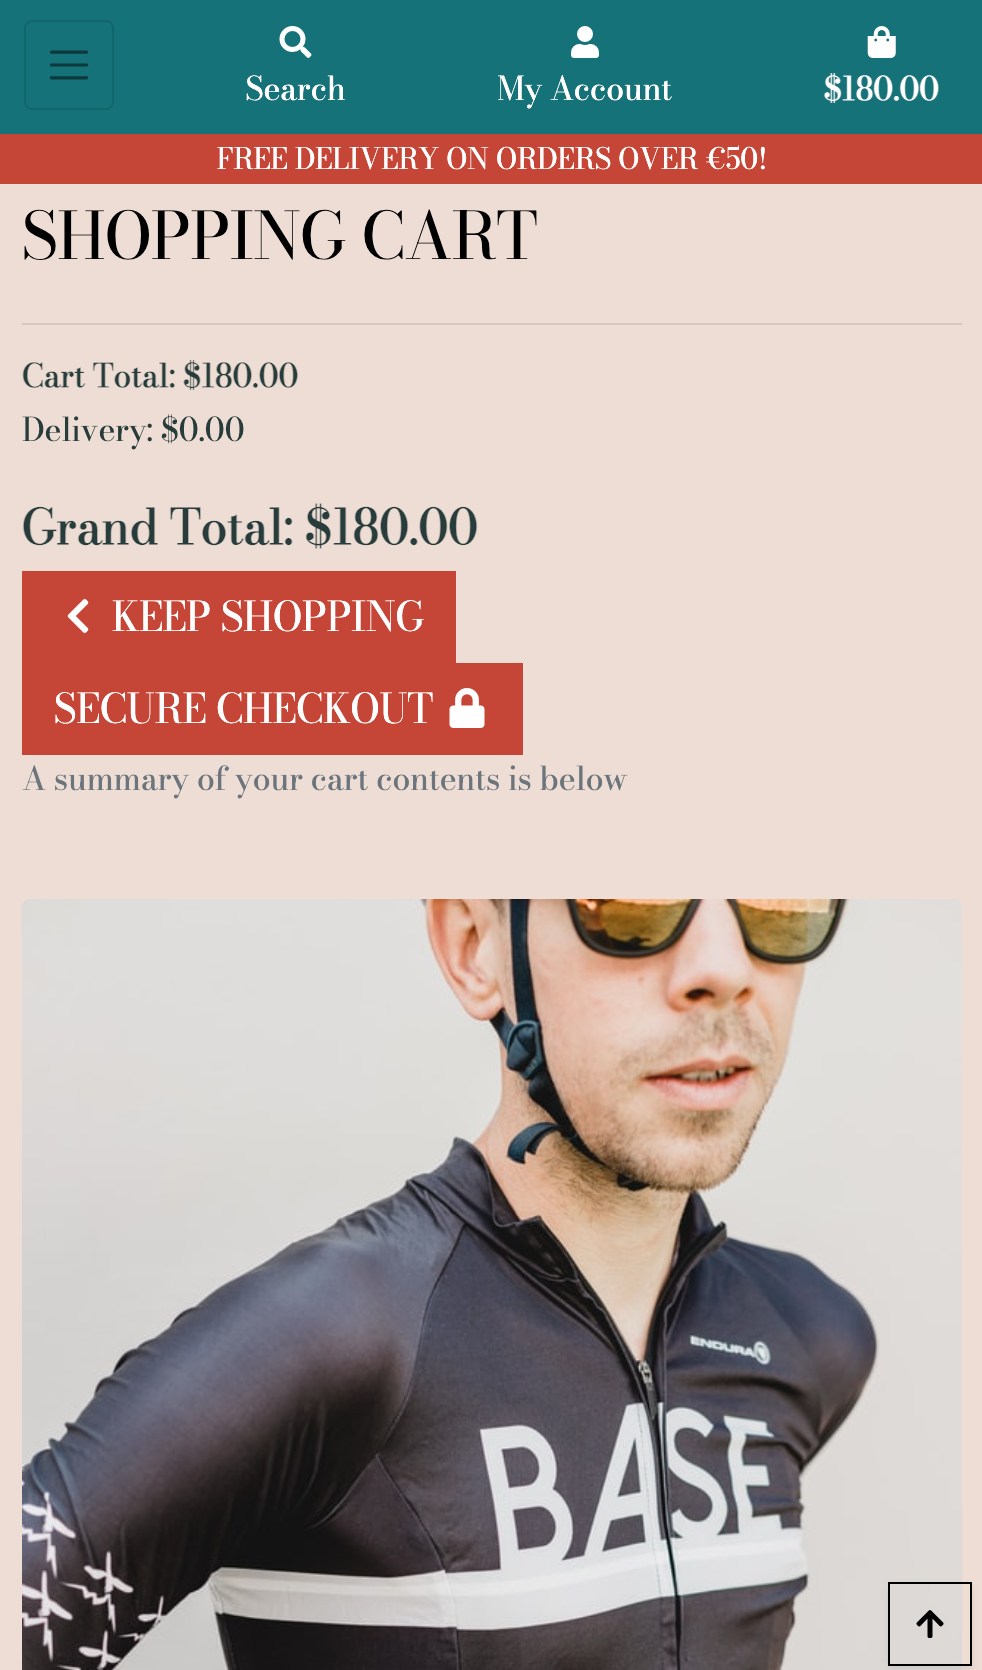 Search
My Account
$180.00
FREE DELIVERY ON ORDERS OVER €50!
SHOPPING CART
Cart Total: $180.00
Delivery: $0.00
Grand Total: $180.00
KEEP SHOPPING
SECURE CHECKOUT
A summary of your cart contents is below
ENDURA
BASE